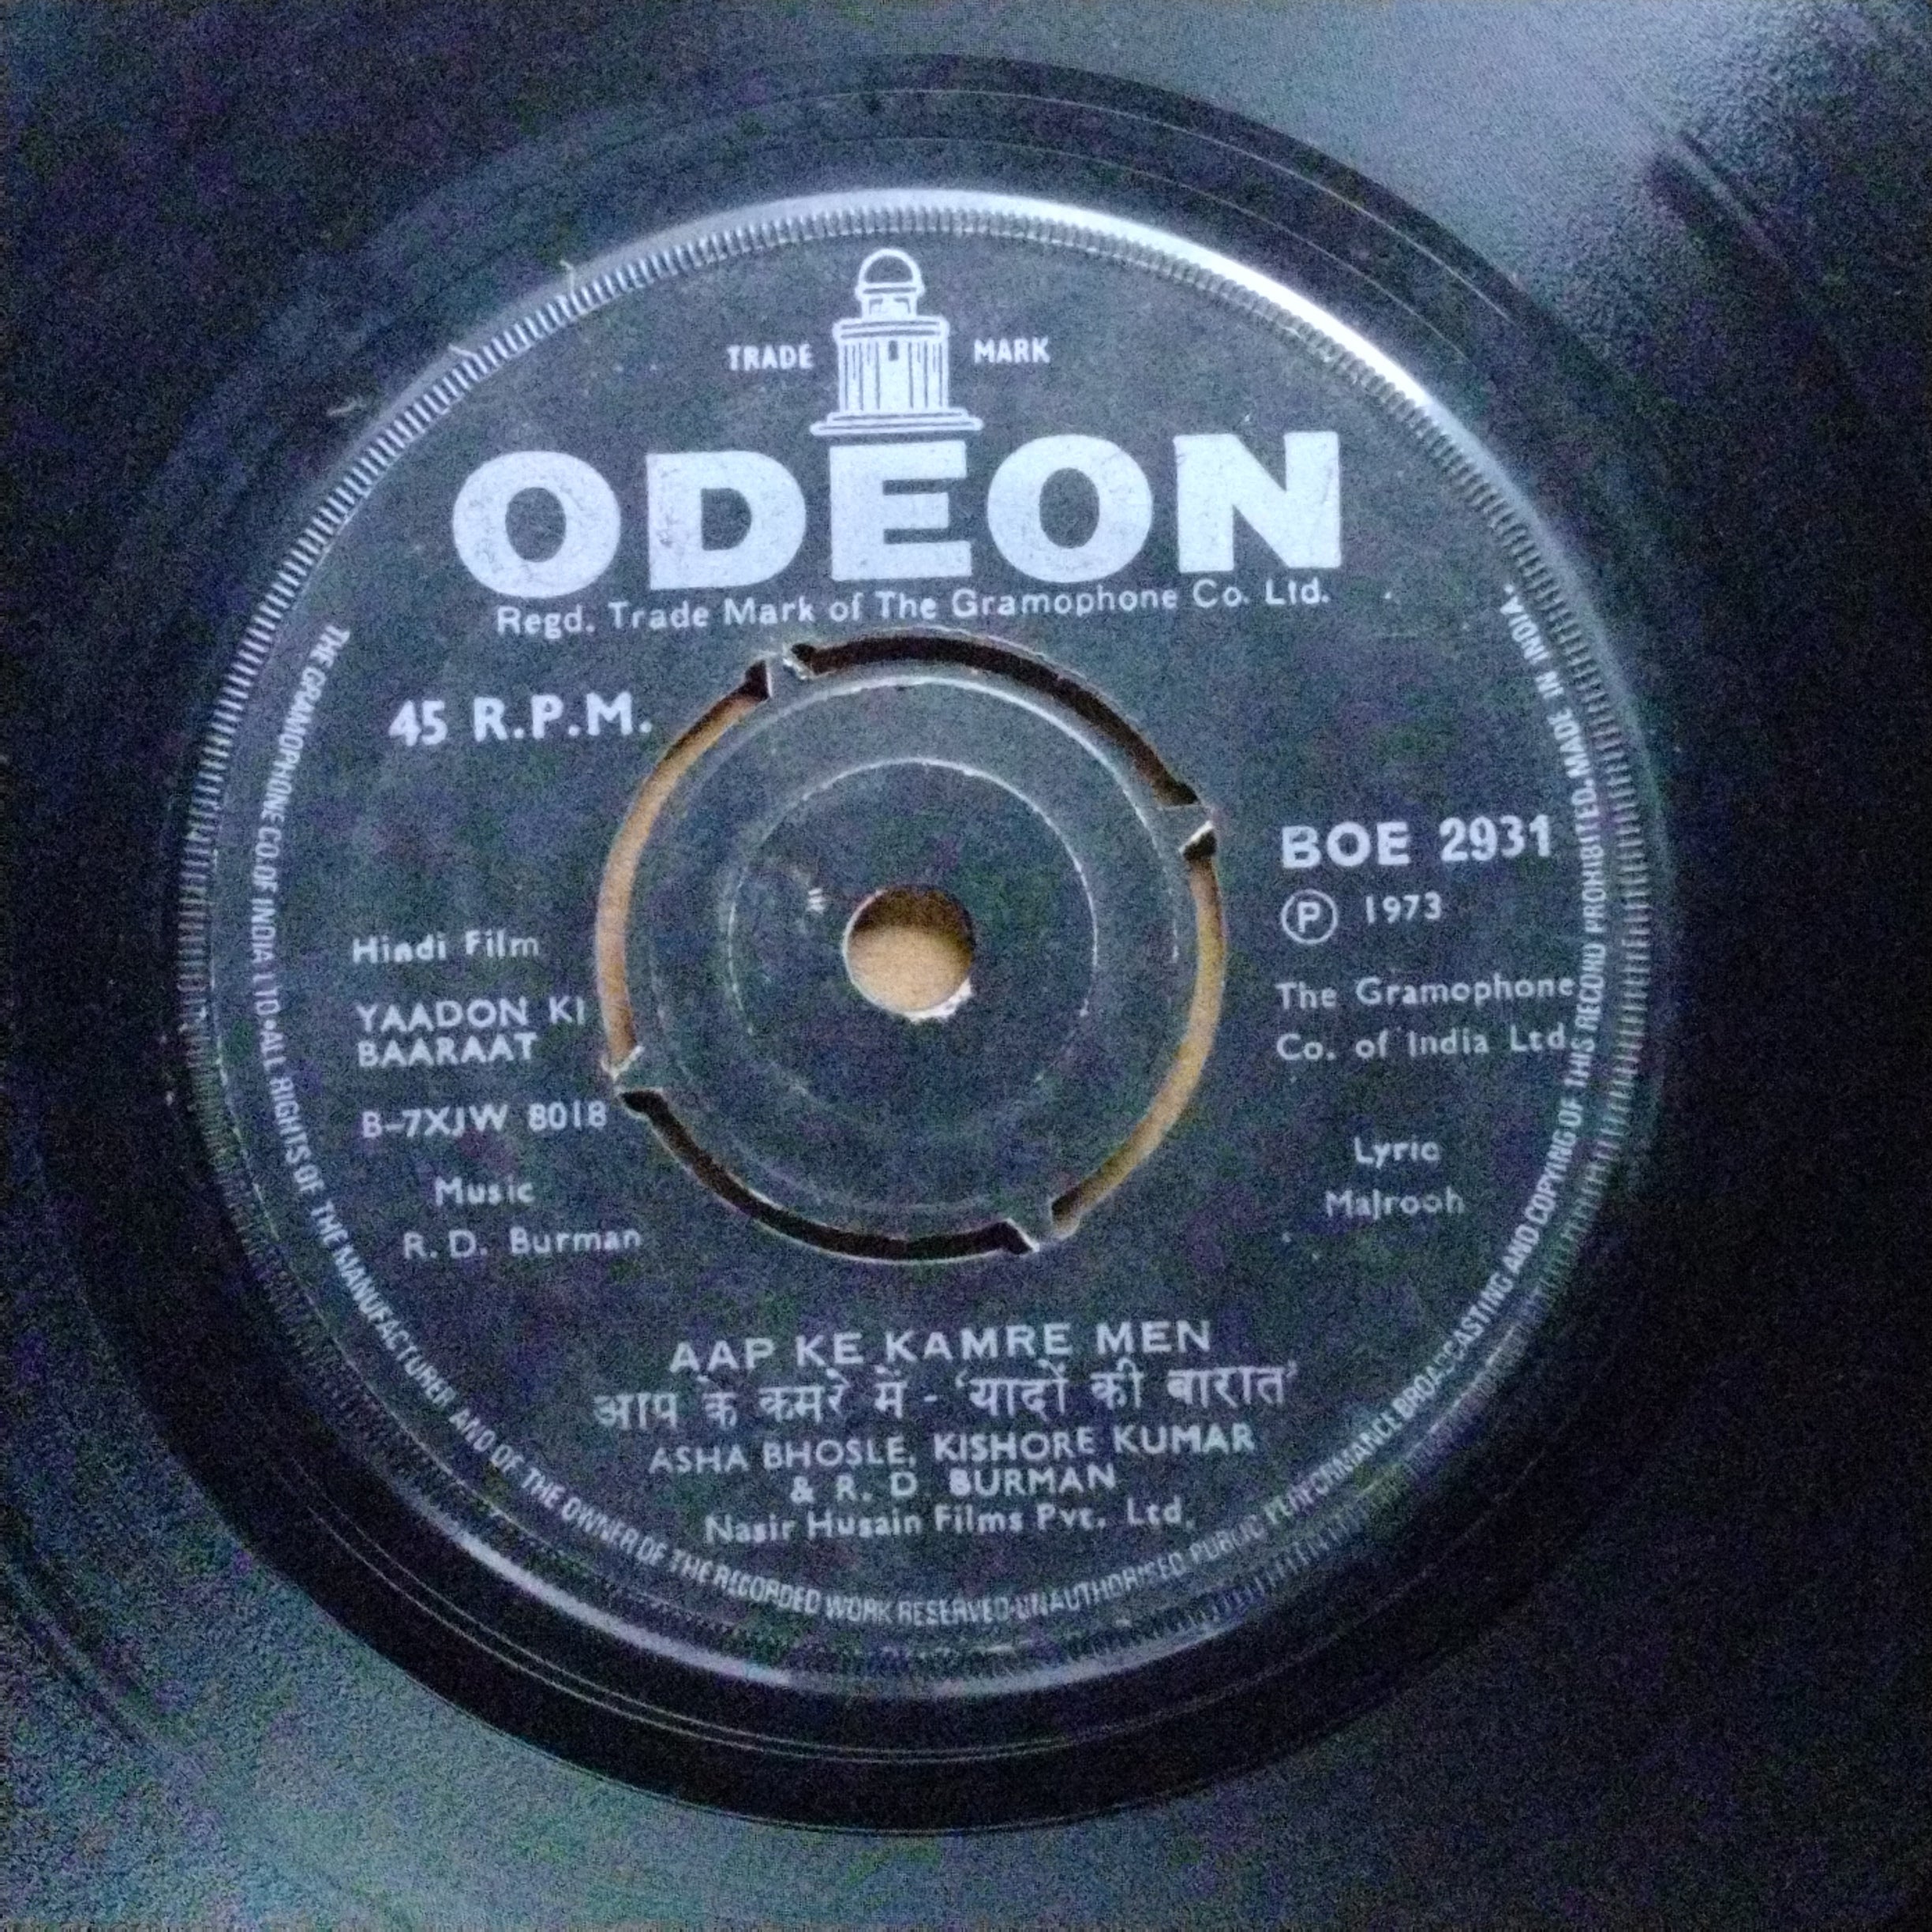 TRADE MARK
ODEON
Regd. Trade Mark of The Gramophone Co. Ltd.
45 R.P.M.
BOE 2931
Ⓟ 1973
The Gramophone
Co. of India Ltd.
Hindi Film
YAADON KI
BAARAAT
B-7XJW 8018
Music
R. D. Burman
Lyric
Majrooh
AAP KE KAMRE MEN
आप के कमरे में - 'यादों की बारात'
ASHA BHOSLE, KISHORE KUMAR
& R. D. BURMAN
Nasir Husain Films Pvt. Ltd.
THE GRAMOPHONE CO. OF INDIA LTD•ALL RIGHTS OF THE MANUFACTURER AND OF THE OWNER OF THE RECORDED WORK RESERVED·UNAUTHORISED PUBLIC PERFORMANCE BROADCASTING AND COPYING OF THIS RECORD PROHIBITED.MADE IN INDIA.